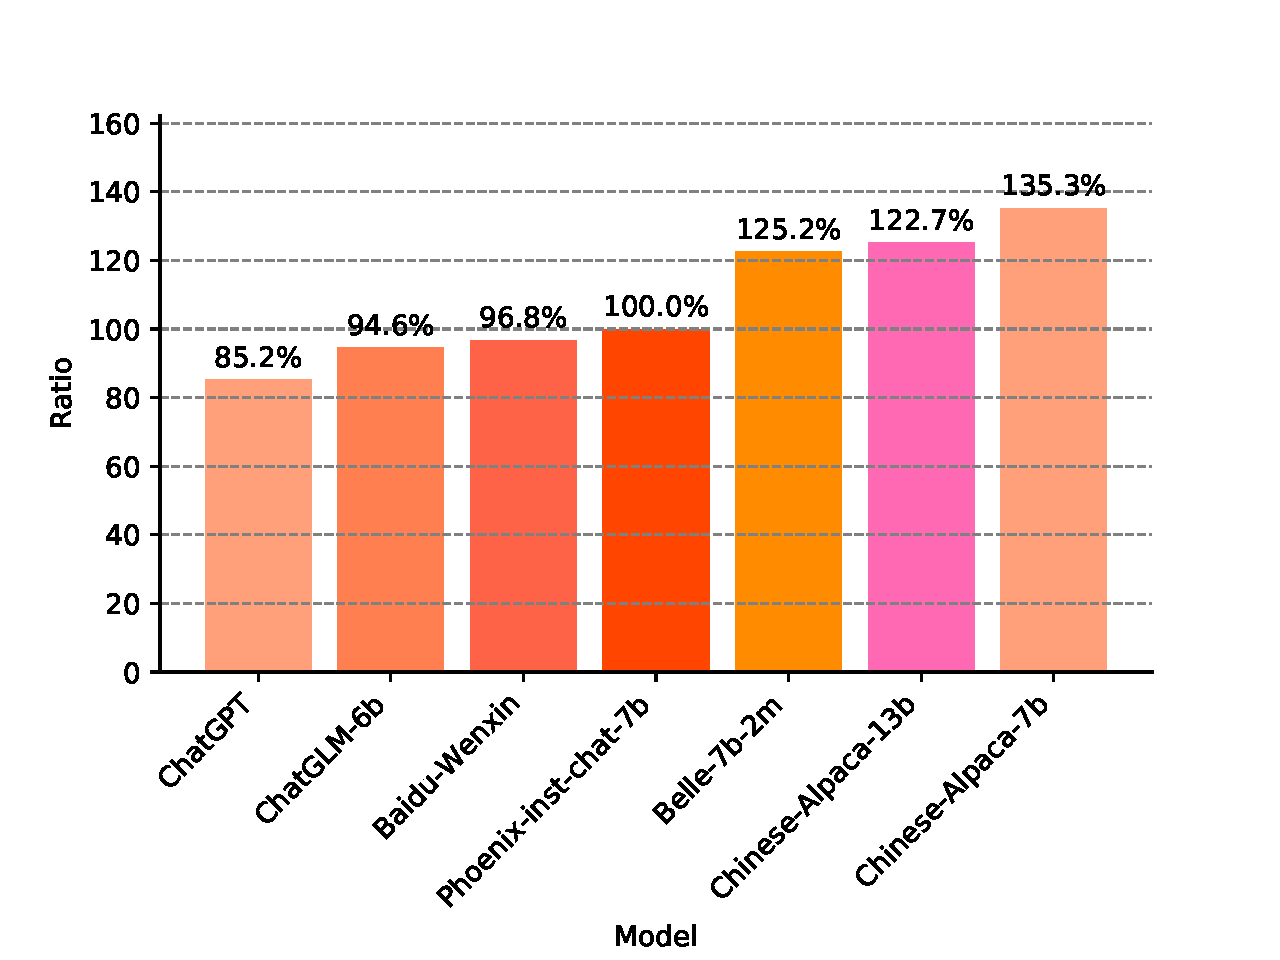 160
140
120
100
80
60
40
20
0
Ratio
85.2%
94.6%
96.8%
100.0%
125.2%
122.7%
135.3%
ChatGPT
ChatGLM-6b
Baidu-Wenxin
Phoenix-inst-chat-7b
Belle-7b-2m
Chinese-Alpaca-13b
Chinese-Alpaca-7b
Model